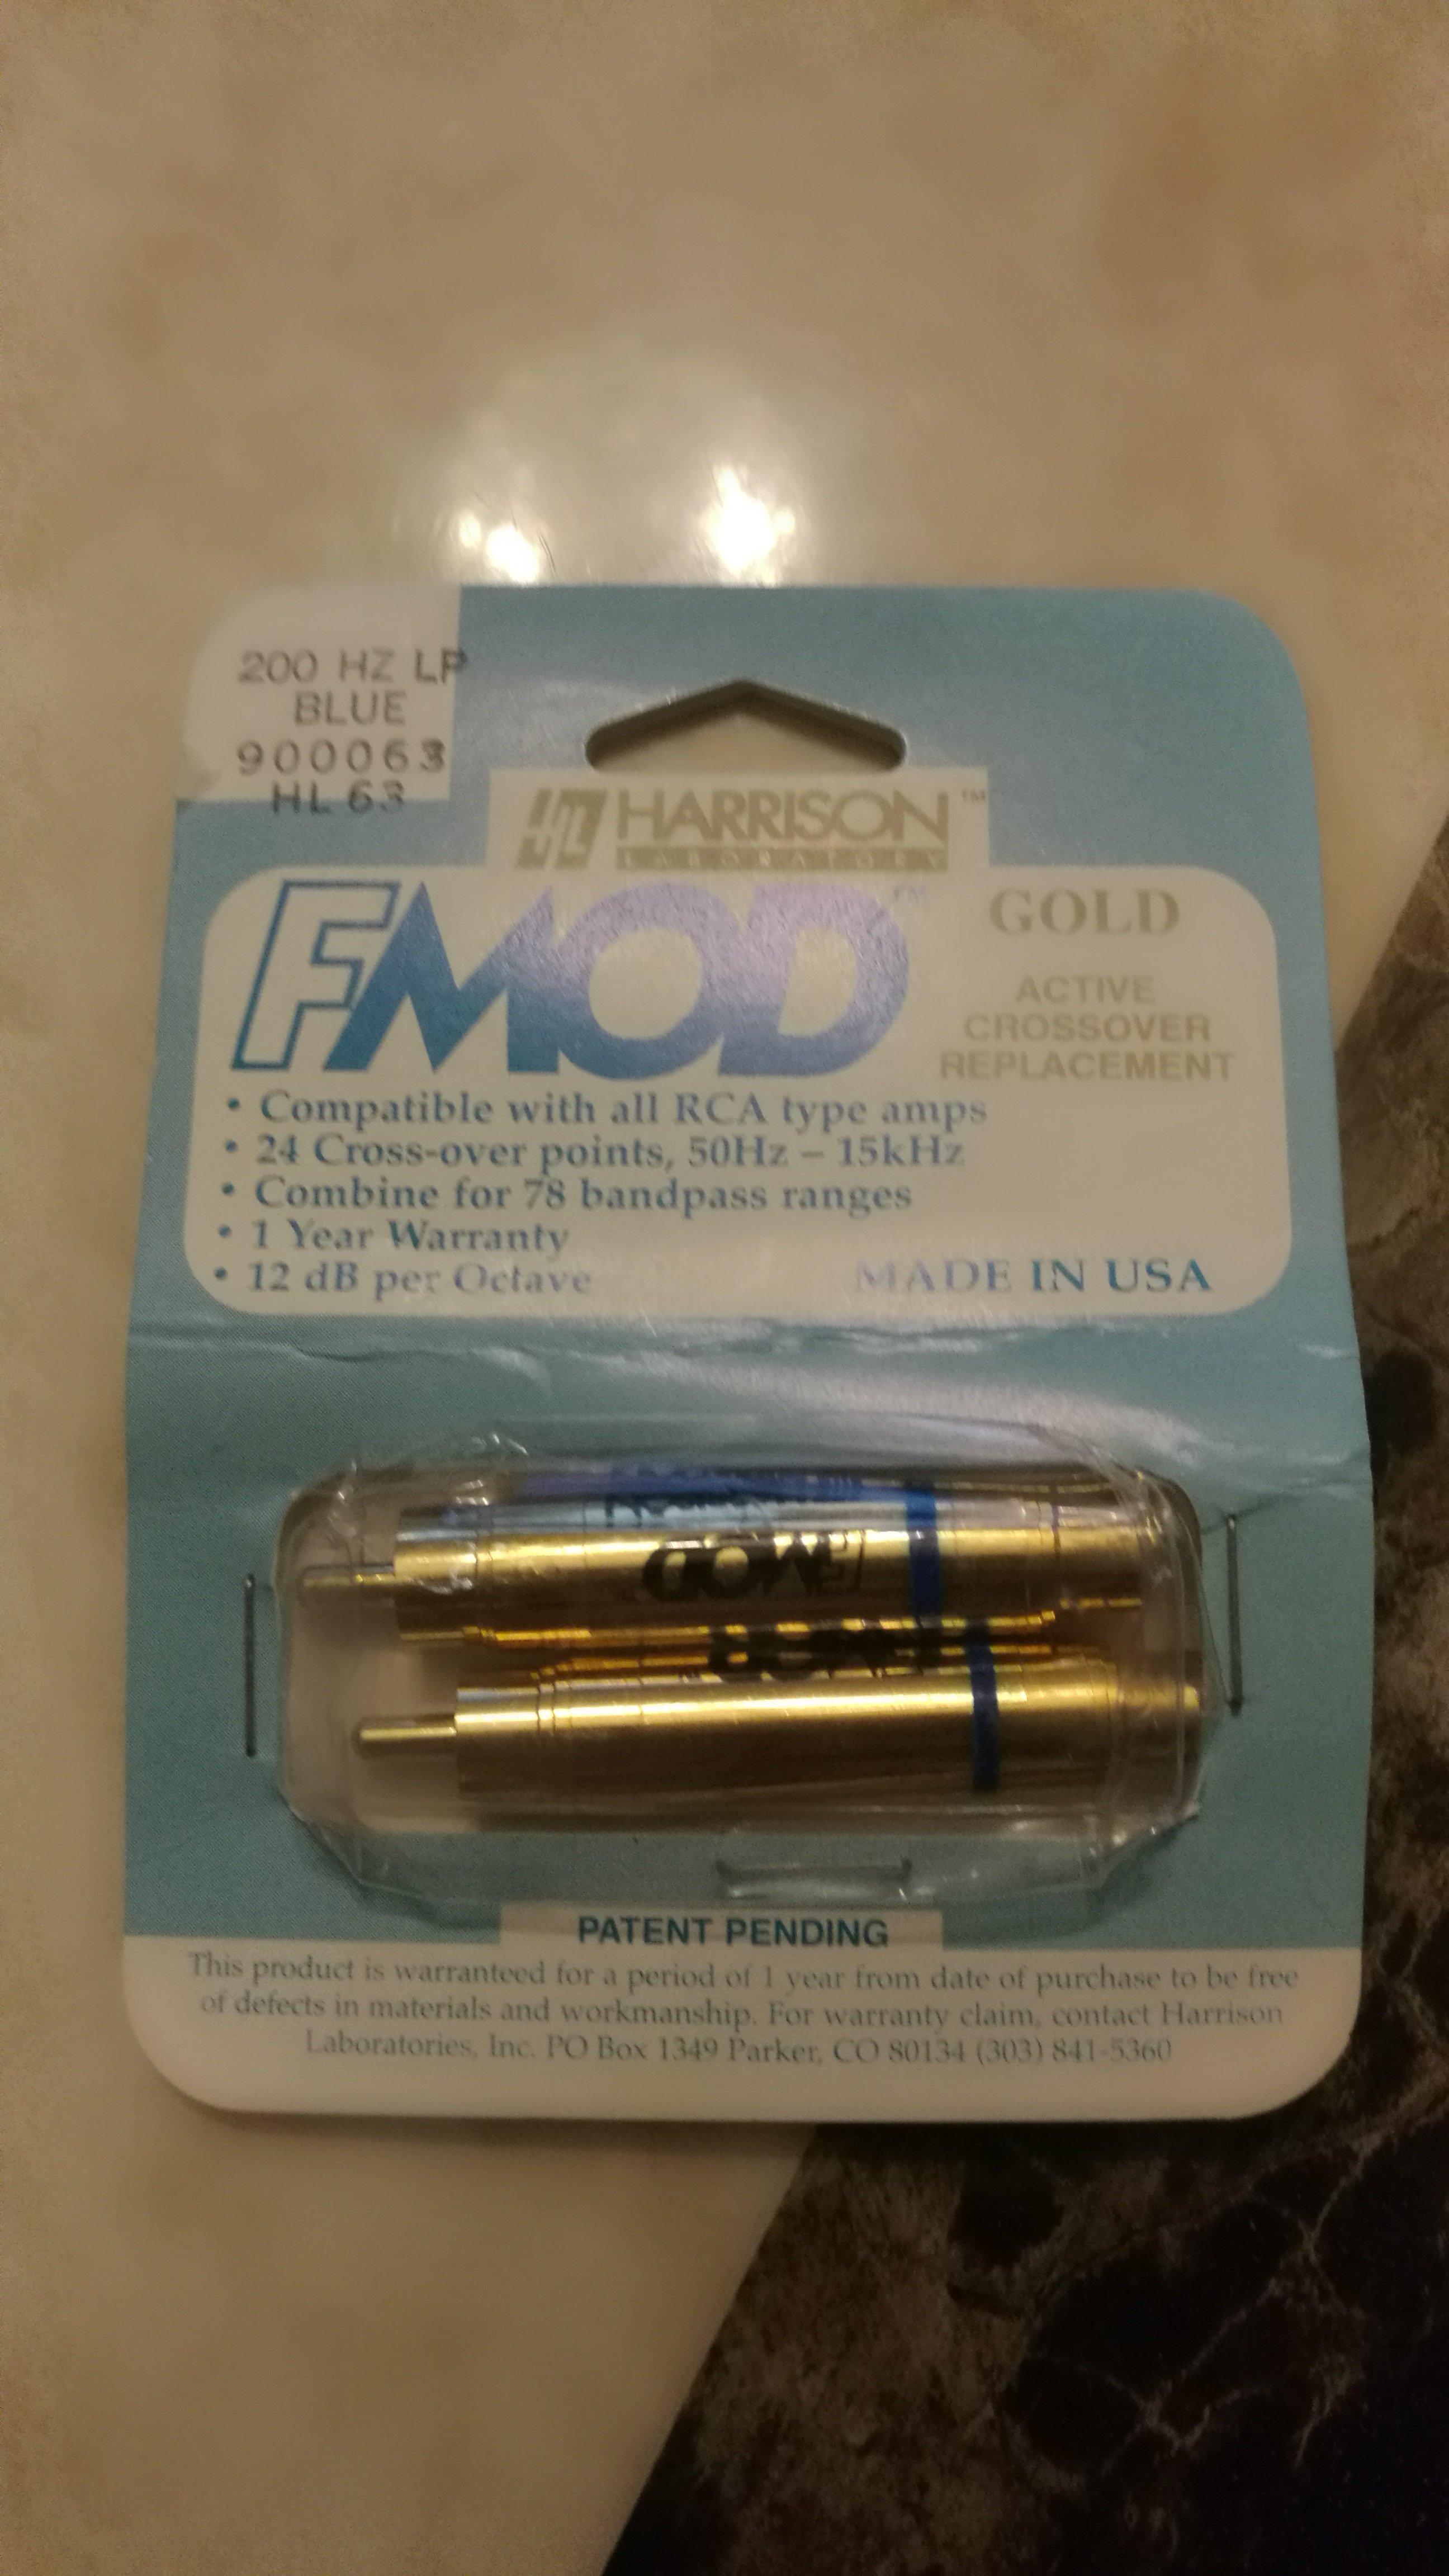 200 HZ LP
BLUE
900063
HL 63
HL HARRISON™
LABORATORY
FMOD™
GOLD
ACTIVE
CROSSOVER
REPLACEMENT
• Compatible with all RCA type amps
• 24 Cross-over points, 50Hz – 15kHz
• Combine for 78 bandpass ranges
• 1 Year Warranty
• 12 dB per Octave
MADE IN USA
FMOD
PATENT PENDING
This product is warranteed for a period of 1 year from date of purchase to be free
of defects in materials and workmanship. For warranty claim, contact Harrison
Laboratories, Inc. PO Box 1349 Parker, CO 80134 (303) 841-5360